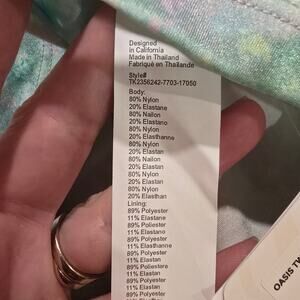 Designed
in California
Made in Thailand
Fabriqué en Thaïlande
Style#
TK2356242-7703-17050
Body:
80% Nylon
20% Elastane
80% Nailon
20% Elastano
80% Nylon
20% Elasthanne
80% Nylon
20% Elastan
80% Nailon
20% Elastan
80% Nylon
20% Elastan
80% Nylon
20% Elasthan
Lining:
89% Polyester
11% Elastane
89% Poliéster
11% Elastano
89% Polyester
11% Elasthanne
89% Polyester
11% Elastan
89% Poliestere
11% Elastan
89% Polyester
11% Elastan
89% Polyester
OASIS TW